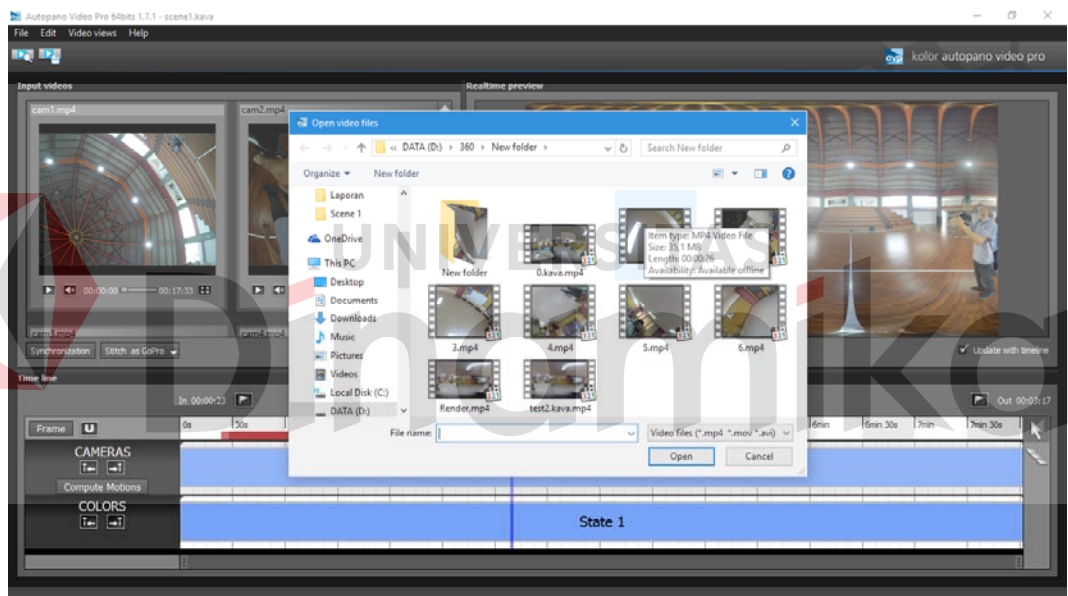 Autopano Video Pro 64bits 1.7.1 - scene1.kava
File Edit Video views Help
kolor autopano video pro
Input videos
Realtime preview
cam1.mp4
cam2.mp4
00:00:00
00:17:33
cam3.mp4
cam4.mp4
Synchronization
Stitch as GoPro
Update with timeline
Open video files
« DATA (D:) > 360 > New folder >
Search New folder
Organize
New folder
Laporan
Scene 1
OneDrive
This PC
Desktop
Documents
Downloads
Music
Pictures
Videos
Local Disk (C:)
DATA (D:)
New folder
0.kava.mp4
Item type: MP4 Video File
Size: 35,1 MB
Length: 00:00:26
Availability: Available offline
3.mp4
4.mp4
5.mp4
6.mp4
Render.mp4
test2.kava.mp4
File name:
Video files (*.mp4 *.mov *.avi)
Open
Cancel
UNIVERSITAS
Dinamika
Time line
In 00:00:23
Out 00:03:17
Frame
U
0s
30s
6min
6min 30s
7min
7min 30s
CAMERAS
Compute Motions
COLORS
State 1